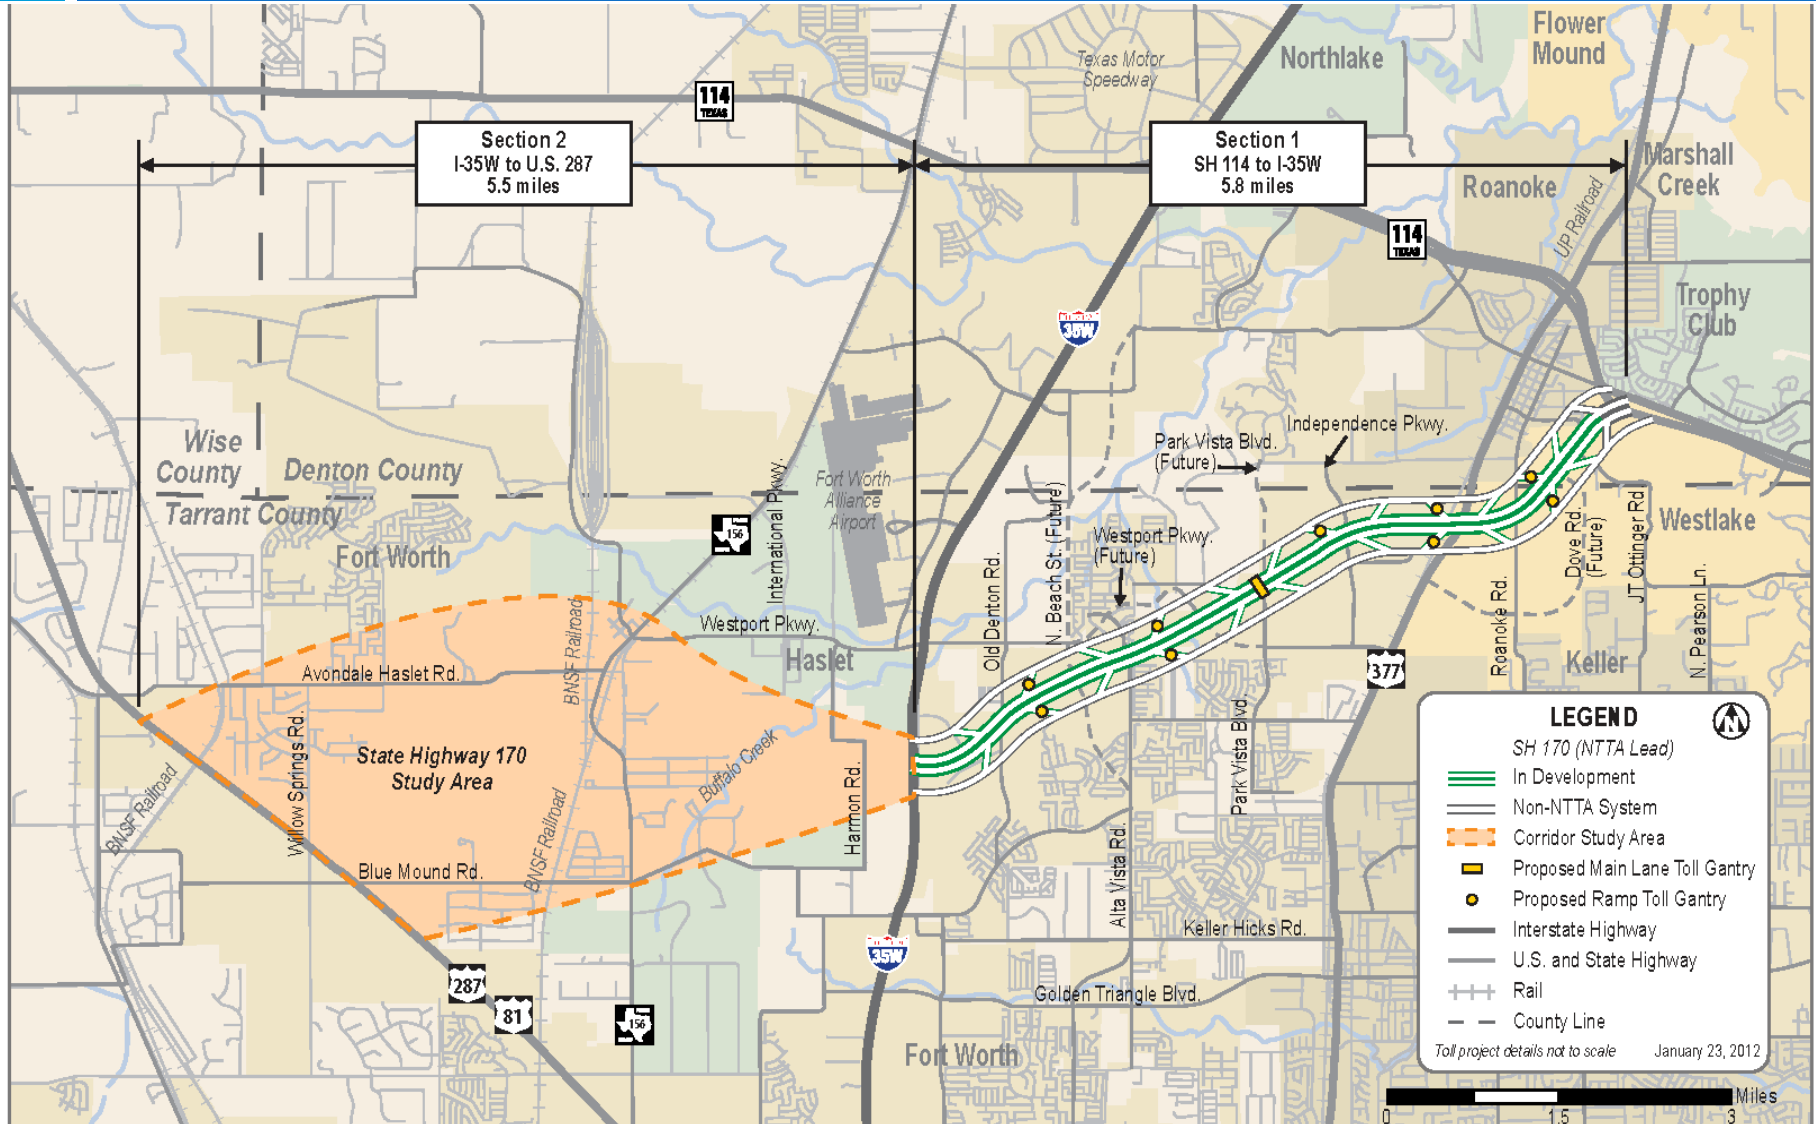 Flower
Mound
Northlake
Texas Motor
Speedway
114
TEXAS
Section 2
I-35W to U.S. 287
5.5 miles
Section 1
SH 114 to I-35W
5.8 miles
Marshall
Creek
Roanoke
UP Railroad
114
TEXAS
Trophy
Club
35W
Independence Pkwy.
Park Vista Blvd.
(Future)
Wise
County
Denton County
Tarrant County
Fort Worth
Alliance
Airport
International Pkwy.
156
Fort Worth
N. Beach St. (Future)
Westport Pkwy.
(Future)
Old Denton Rd.
Dove Rd.
(Future)
JT Ottinger Rd
Westlake
Roanoke Rd.
N. Pearson Ln.
Keller
Westport Pkwy.
Haslet
BNSF Railroad
Avondale Haslet Rd.
377
State Highway 170
Study Area
Willow Springs Rd.
Buffalo Creek
BNSF Railroad
BNSF Railroad
Harmon Rd.
Park Vista Blvd.
Alta Vista Rd.
Blue Mound Rd.
Keller Hicks Rd.
35W
287
81
156
Golden Triangle Blvd.
Fort Worth
LEGEND
N
SH 170 (NTTA Lead)
In Development
Non-NTTA System
Corridor Study Area
Proposed Main Lane Toll Gantry
Proposed Ramp Toll Gantry
Interstate Highway
U.S. and State Highway
Rail
County Line
Toll project details not to scale
January 23, 2012
Miles
0 1.5 3